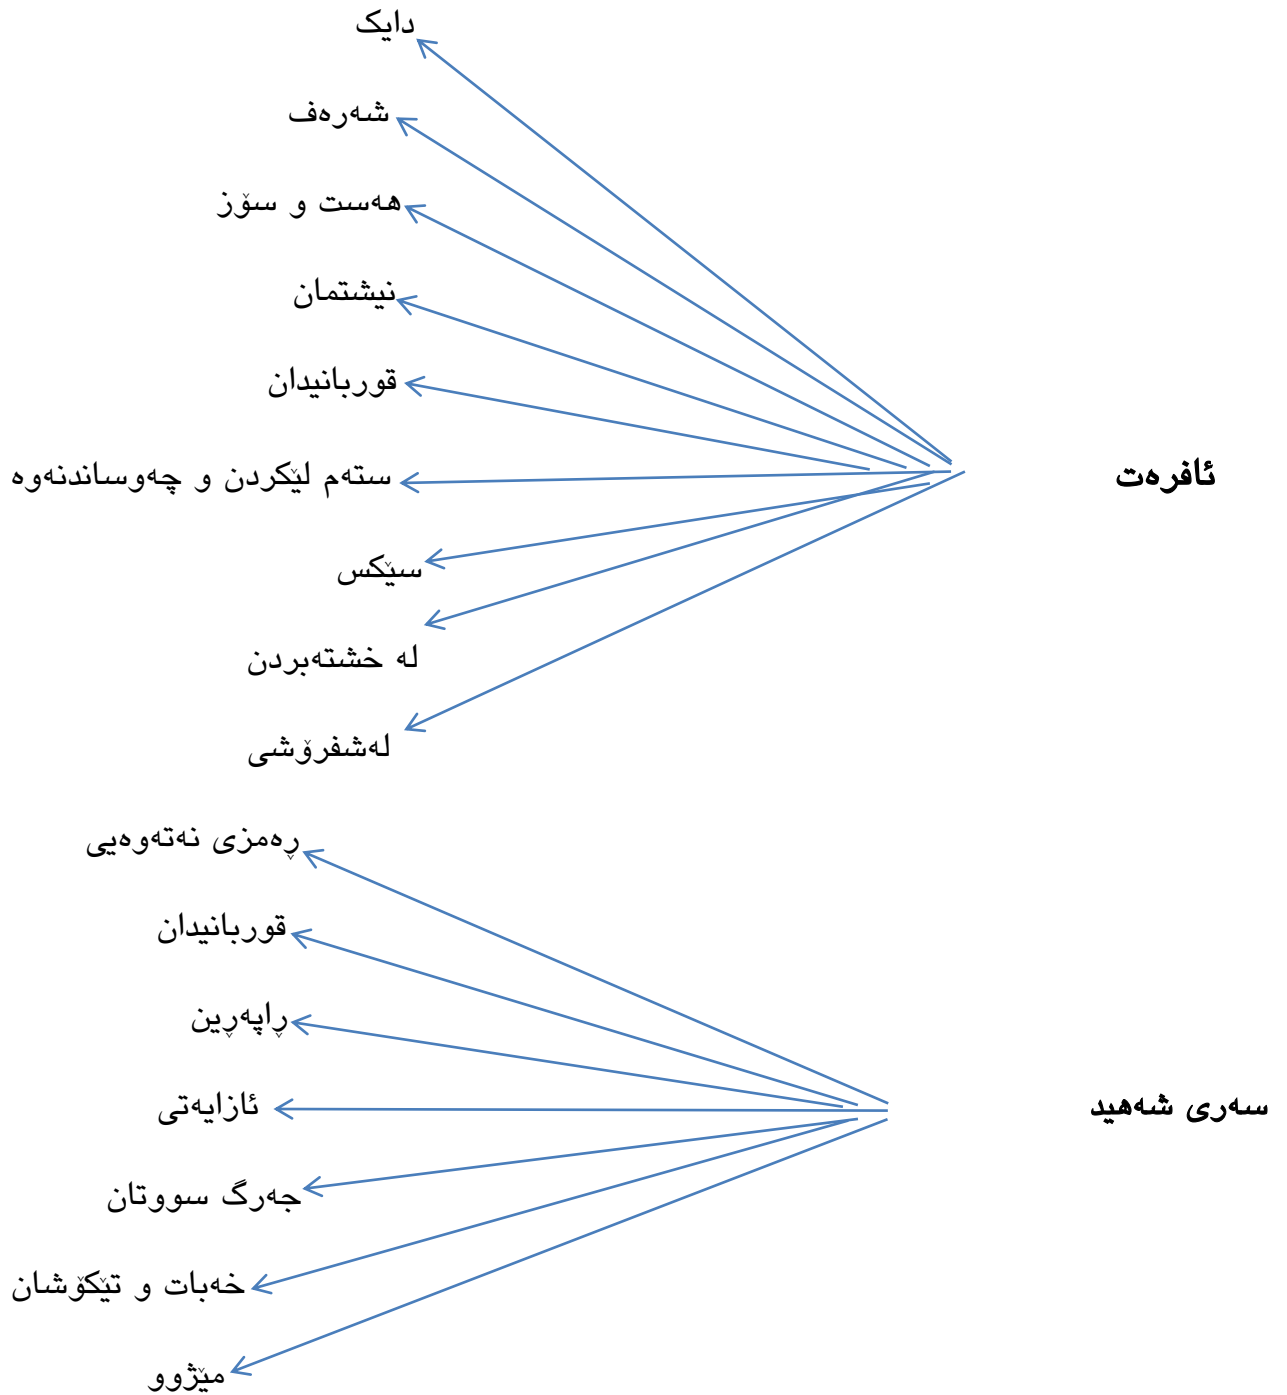 دایک
شەرەف
هەست و سۆز
نیشتمان
قوربانیدان
ئافرەت
ستەم لێکردن و چەوساندنەوە
سێکس
لە خشتەبردن
لەشفرۆشی
ڕەمزی نەتەوەیی
قوربانیدان
ڕاپەڕین
سەری شەهید
ئازایەتی
جەرگ سووتان
خەبات و تێکۆشان
مێژوو